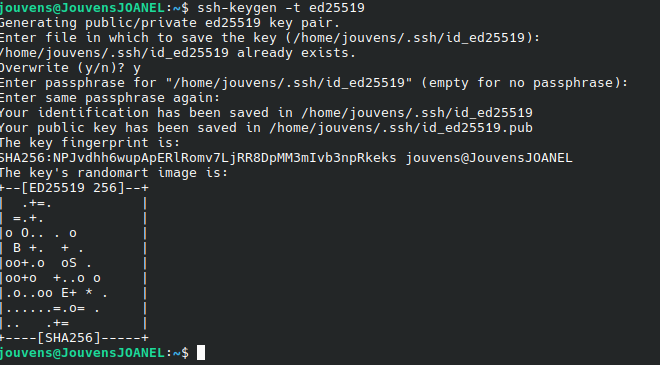 jouvens@JouvensJOANEL:~$ ssh-keygen -t ed25519
Generating public/private ed25519 key pair.
Enter file in which to save the key (/home/jouvens/.ssh/id_ed25519):
/home/jouvens/.ssh/id_ed25519 already exists.
Overwrite (y/n)? y
Enter passphrase for "/home/jouvens/.ssh/id_ed25519" (empty for no passphrase):
Enter same passphrase again:
Your identification has been saved in /home/jouvens/.ssh/id_ed25519
Your public key has been saved in /home/jouvens/.ssh/id_ed25519.pub
The key fingerprint is:
SHA256:NPJvdhh6wupApERlRomv7LjRR8DpMM3mIvb3npRkeks jouvens@JouvensJOANEL
The key's randomart image is:
+--[ED25519 256]--+
|  .+=.           |
| =.+.            |
|o O.. . o        |
| B +.  + .       |
|oo+.o  oS .      |
|oo+o  +..o o     |
|.o..oo E+ * .    |
|......=.o= .     |
|..   .+=         |
+----[SHA256]-----+
jouvens@JouvensJOANEL:~$